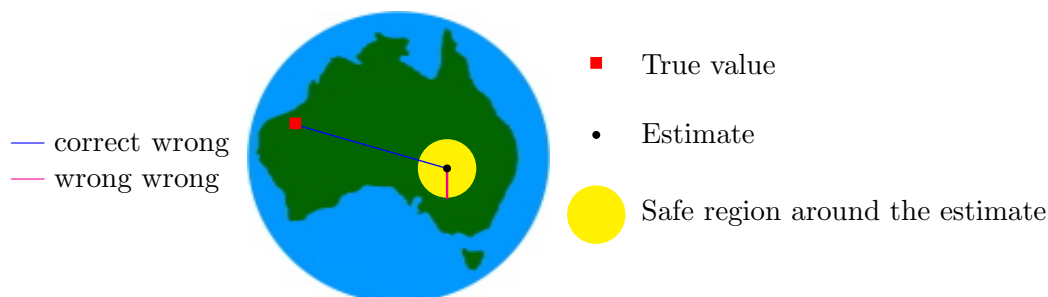 correct wrong
wrong wrong
True value
Estimate
Safe region around the estimate